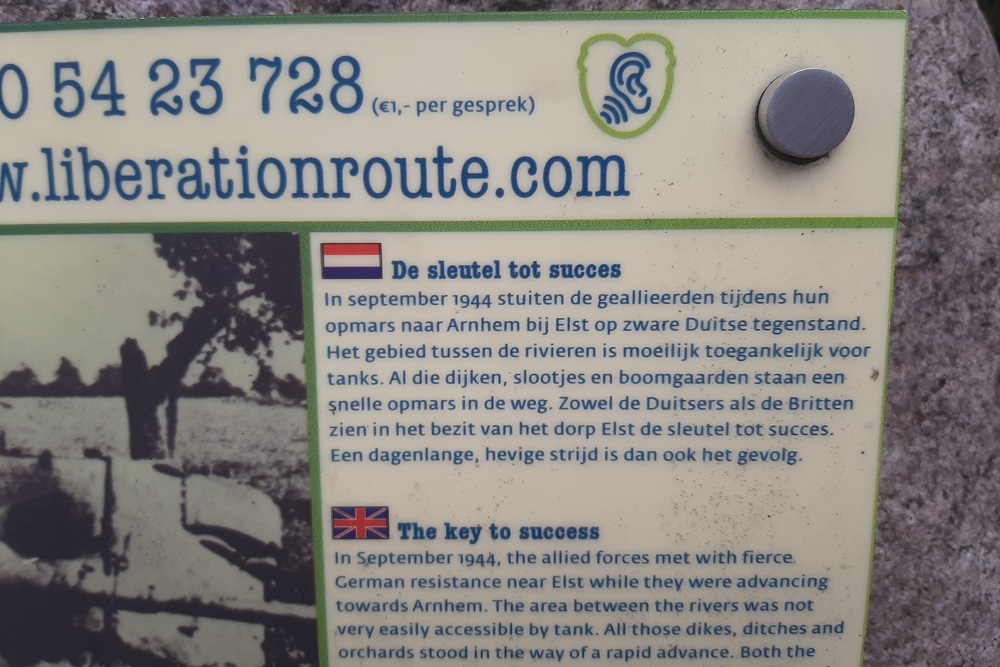 0 54 23 728 (€1,- per gesprek)
w.liberationroute.com
De sleutel tot succes
In september 1944 stuiten de geallieerden tijdens hun
opmars naar Arnhem bij Elst op zware Duitse tegenstand.
Het gebied tussen de rivieren is moeilijk toegankelijk voor
tanks. Al die dijken, slootjes en boomgaarden staan een
snelle opmars in de weg. Zowel de Duitsers als de Britten
zien in het bezit van het dorp Elst de sleutel tot succes.
Een dagenlange, hevige strijd is dan ook het gevolg.
The key to success
In September 1944, the allied forces met with fierce
German resistance near Elst while they were advancing
towards Arnhem. The area between the rivers was not
very easily accessible by tank. All those dikes, ditches and
orchards stood in the way of a rapid advance. Both the